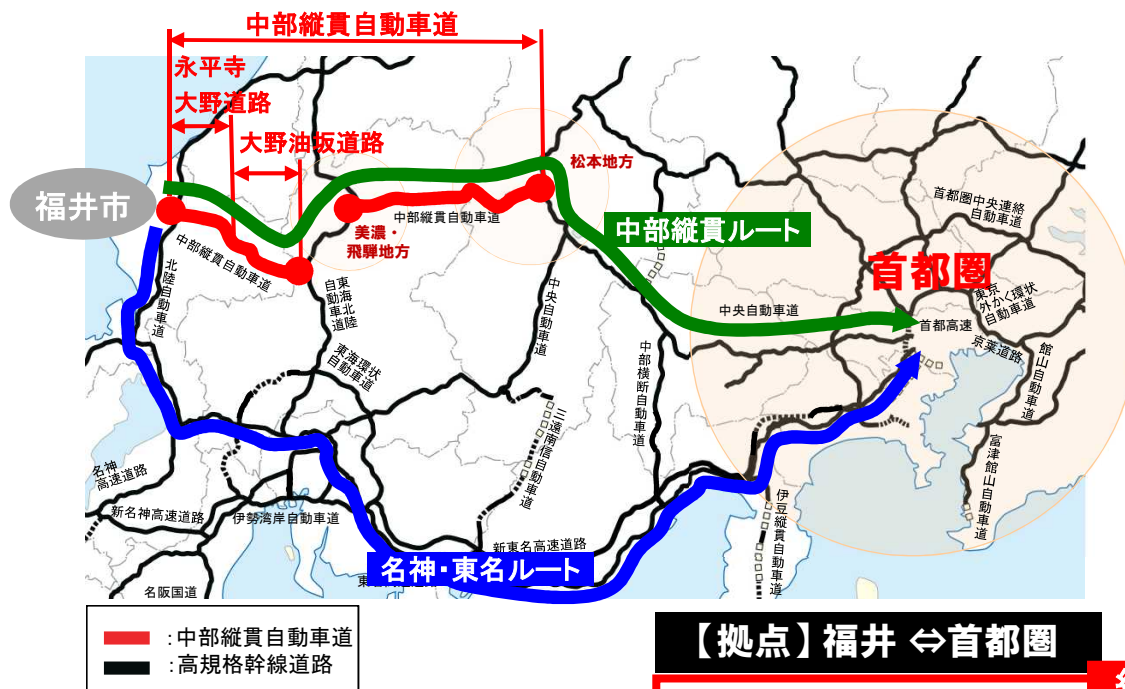 中部縦貫自動車道
永平寺
大野道路
大野油坂道路
松本地方
福井市
中部縦貫自動車道
美濃・
飛騨地方
中部縦貫自動車道
中部縦貫ルート
首都圏中央連絡
自動車道
首都圏
東京
外かく環状
自動車道
北陸自動車道
東海北陸
自動車道
中央自動車道
中央自動車道
首都高速
京葉道路
館山自動車道
東海環状
自動車道
中部横断自動車道
三遠南信自動車道
富津館山自動車道
名神
高速道路
新名神高速道路
伊勢湾岸自動車道
新東名高速道路
伊豆縦貫自動車道
名神・東名ルート
名阪国道
:中部縦貫自動車道
:高規格幹線道路
【拠点】福井 ⇔首都圏